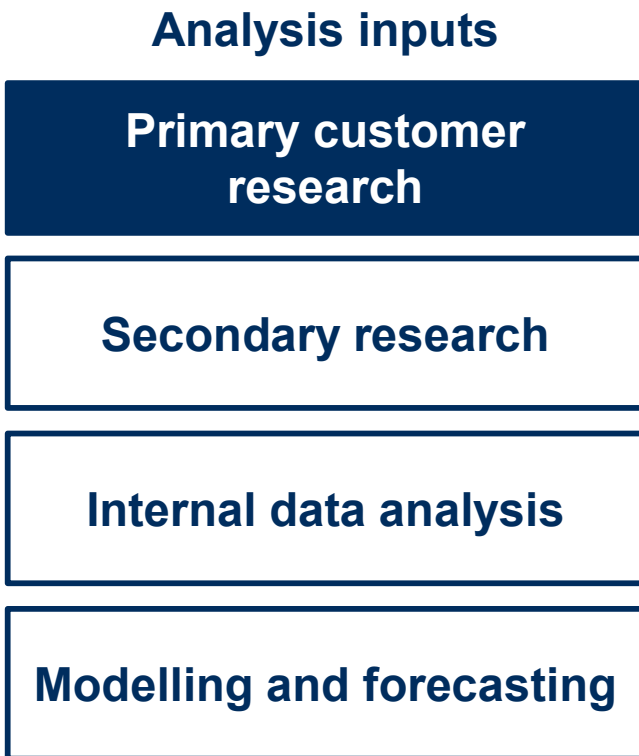 Analysis inputs
Primary customer
research
Secondary research
Internal data analysis
Modelling and forecasting